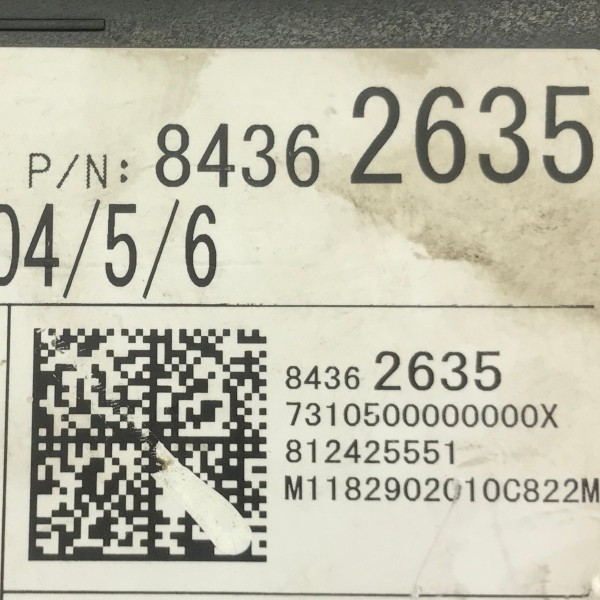 P/N: 8436 2635
04/5/6
8436 2635
7310500000000X
812425551
M1182902010C822M